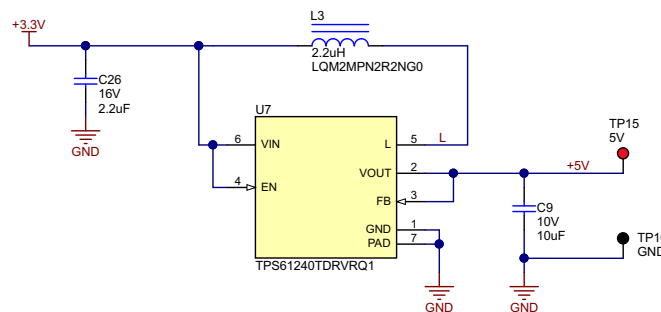 +3.3V
L3
2.2uH
LQM2MPN2R2NG0
C26
16V
2.2uF
GND
U7
6 VIN
4 EN
L 5 L
VOUT 2
FB 3
GND 1
PAD 7
TPS61240TDRVRQ1
GND
+5V
TP15
5V
C9
10V
10uF
GND
GND